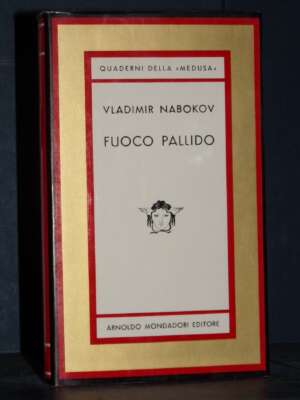 QUADERNI DELLA «MEDUSA»
VLADIMIR NABOKOV
FUOCO PALLIDO
ARNOLDO MONDADORI EDITORE